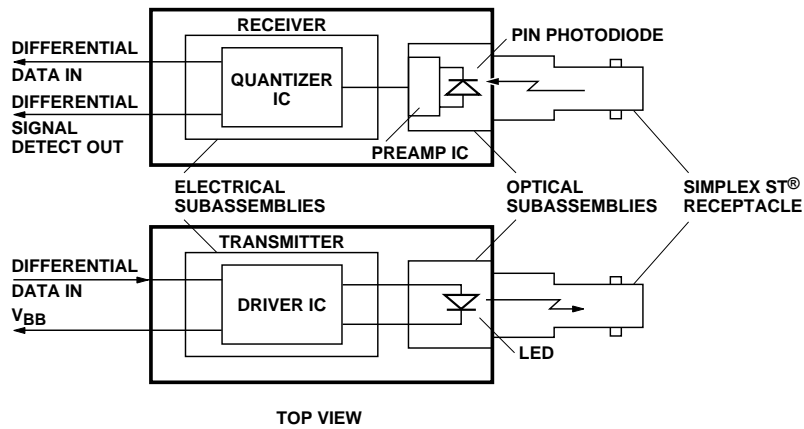 RECEIVER
PIN PHOTODIODE
DIFFERENTIAL
DATA IN
QUANTIZER
IC
DIFFERENTIAL
SIGNAL
DETECT OUT
PREAMP IC
ELECTRICAL
SUBASSEMBLIES
OPTICAL
SUBASSEMBLIES
SIMPLEX ST®
RECEPTACLE
TRANSMITTER
DIFFERENTIAL
DATA IN
DRIVER IC
VBB
LED
TOP VIEW